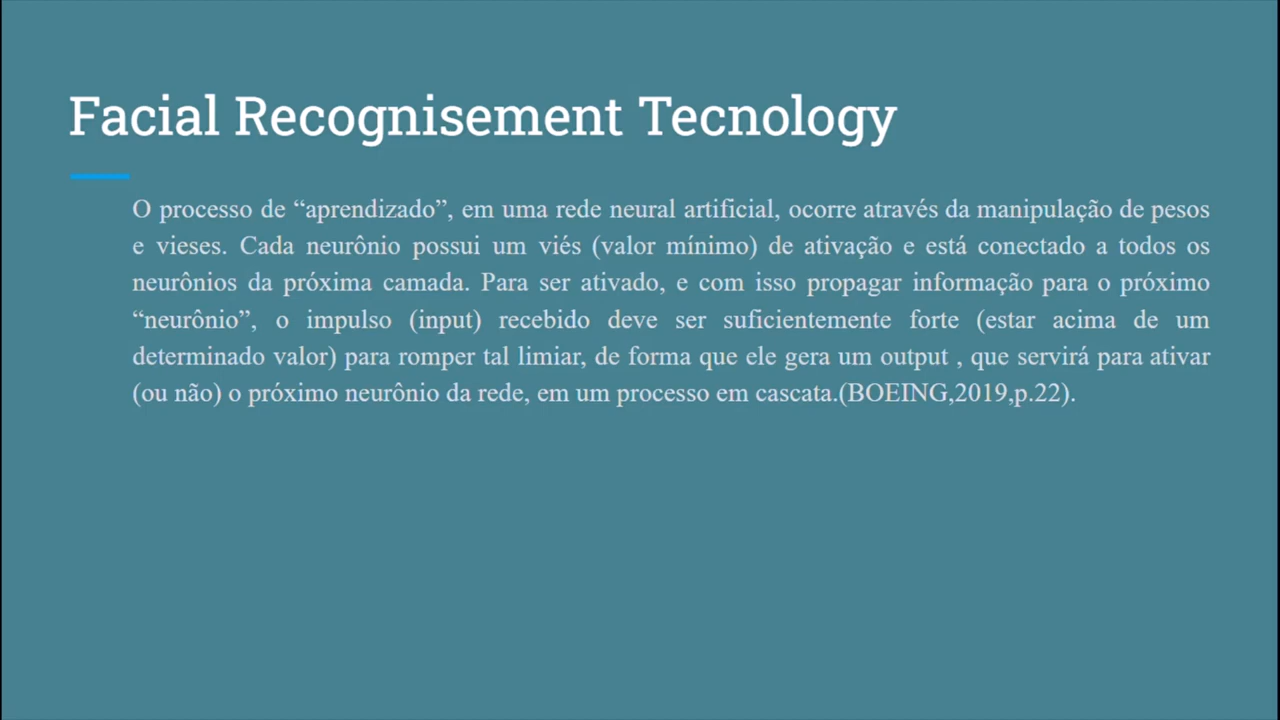 Facial Recognisement Tecnology
O processo de “aprendizado”, em uma rede neural artificial, ocorre através da manipulação de pesos
e vieses. Cada neurônio possui um viés (valor mínimo) de ativação e está conectado a todos os
neurônios da próxima camada. Para ser ativado, e com isso propagar informação para o próximo
“neurônio”, o impulso (input) recebido deve ser suficientemente forte (estar acima de um
determinado valor) para romper tal limiar, de forma que ele gera um output , que servirá para ativar
(ou não) o próximo neurônio da rede, em um processo em cascata.(BOEING,2019,p.22).